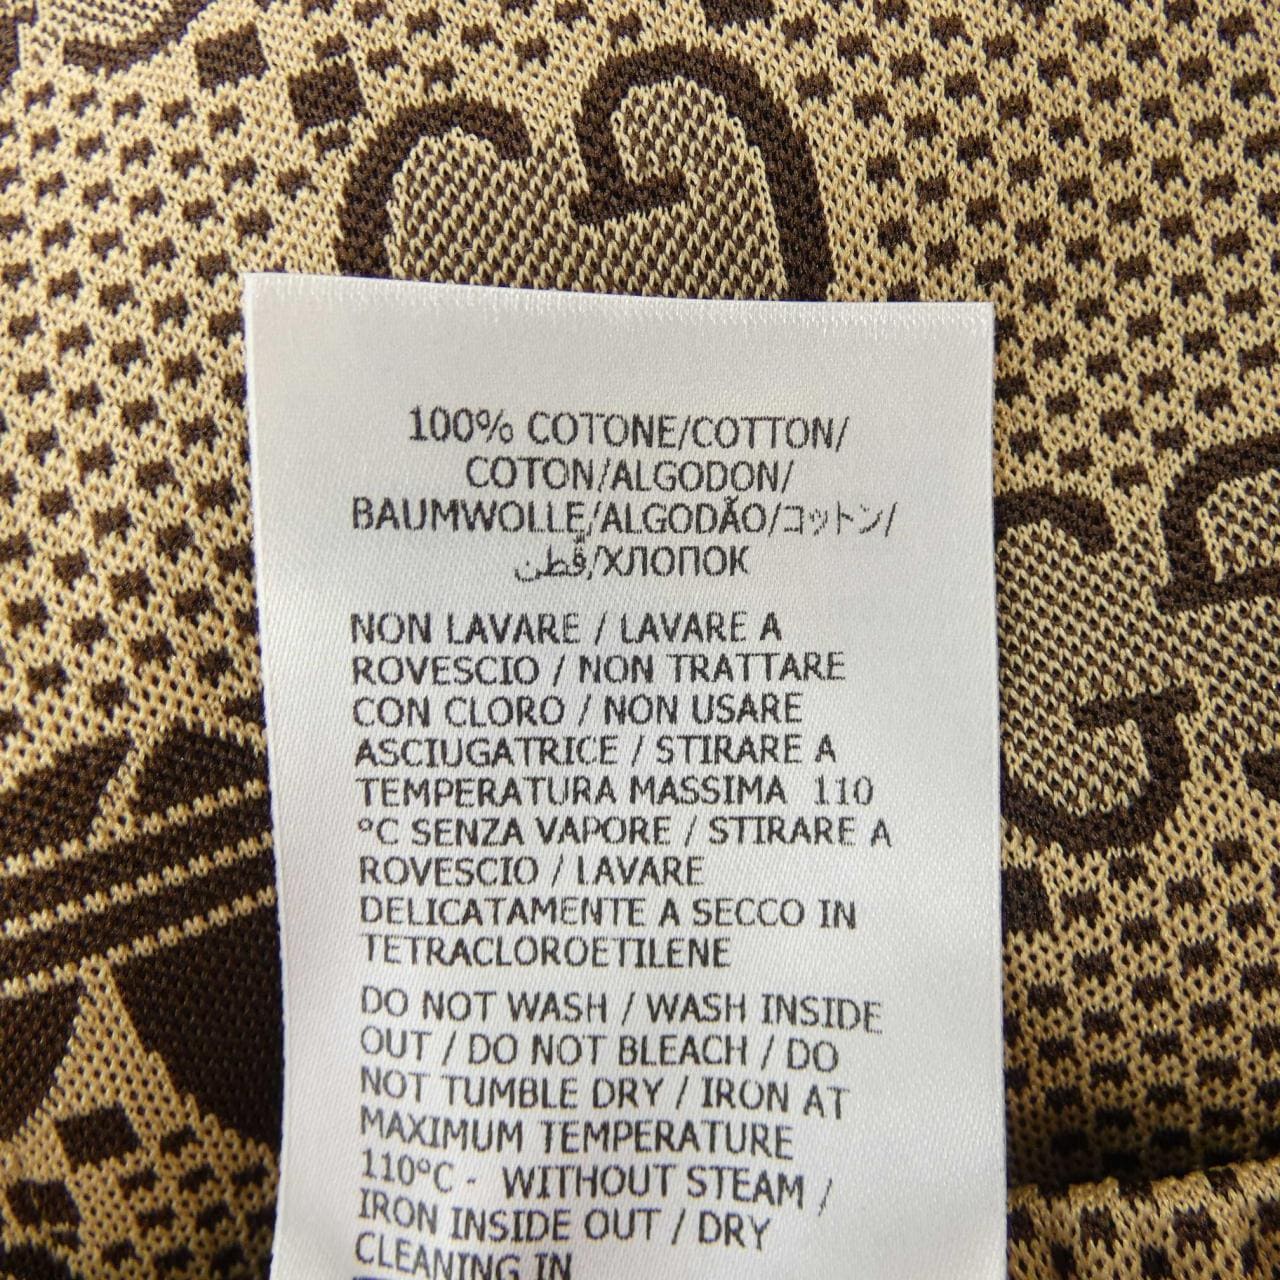 100% COTONE/COTTON/
COTON/ALGODON/
BAUMWOLLE/ALGODÃO/コットン/
قُطن/ХЛОПОК
NON LAVARE / LAVARE A
ROVESCIO / NON TRATTARE
CON CLORO / NON USARE
ASCIUGATRICE / STIRARE A
TEMPERATURA MASSIMA 110
°C SENZA VAPORE / STIRARE A
ROVESCIO / LAVARE
DELICATAMENTE A SECCO IN
TETRACLOROETILENE
DO NOT WASH / WASH INSIDE
OUT / DO NOT BLEACH / DO
NOT TUMBLE DRY / IRON AT
MAXIMUM TEMPERATURE
110°C - WITHOUT STEAM /
IRON INSIDE OUT / DRY
CLEANING IN